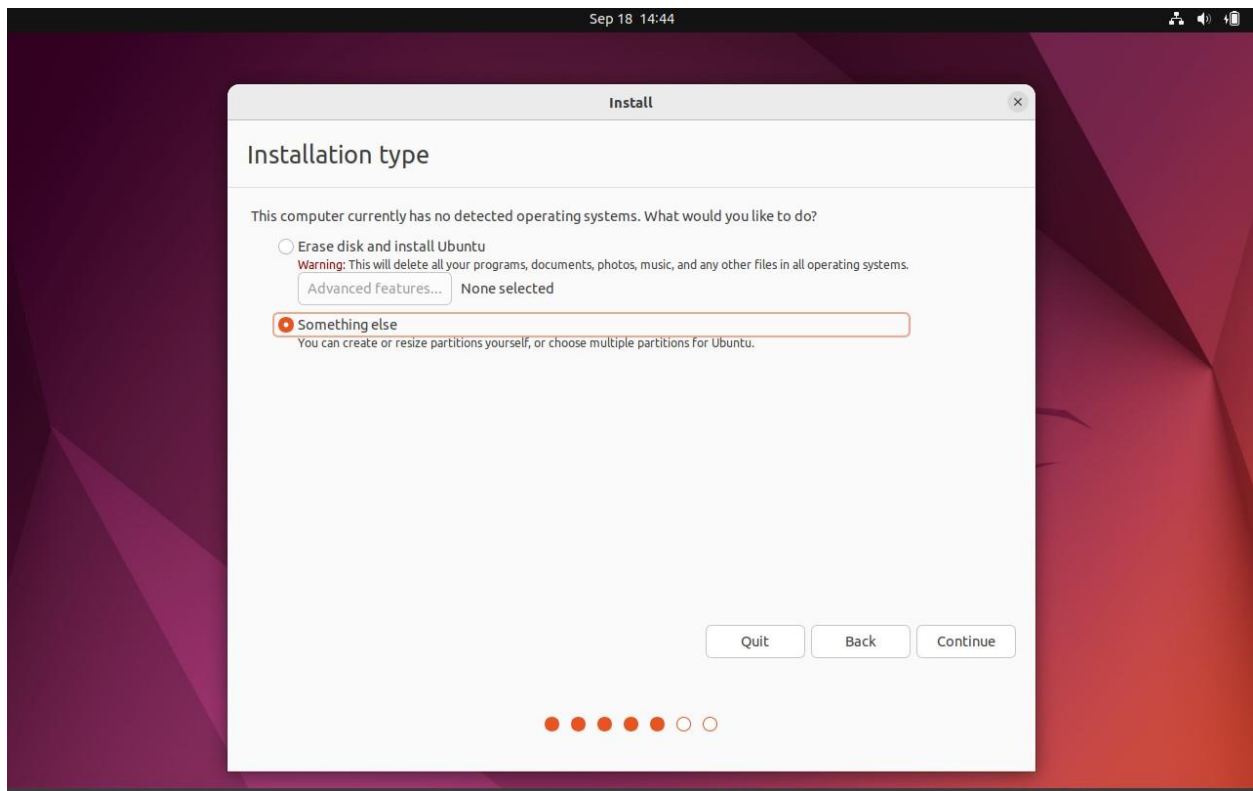 Sep 18 14:44
Install
Installation type
This computer currently has no detected operating systems. What would you like to do?
Erase disk and install Ubuntu
Warning: This will delete all your programs, documents, photos, music, and any other files in all operating systems.
Advanced features... None selected
Something else
You can create or resize partitions yourself, or choose multiple partitions for Ubuntu.
Quit Back Continue